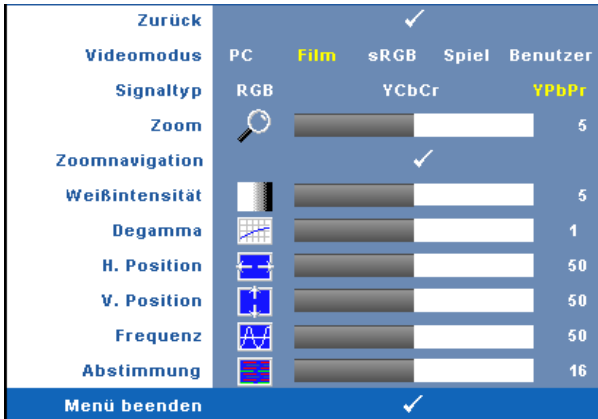 Zurück
Videomodus PC Film sRGB Spiel Benutzer
Signaltyp RGB YCbCr YPbPr
Zoom 5
Zoomnavigation
Weißintensität 5
Degamma 1
H. Position 50
V. Position 50
Frequenz 50
Abstimmung 16
Menü beenden